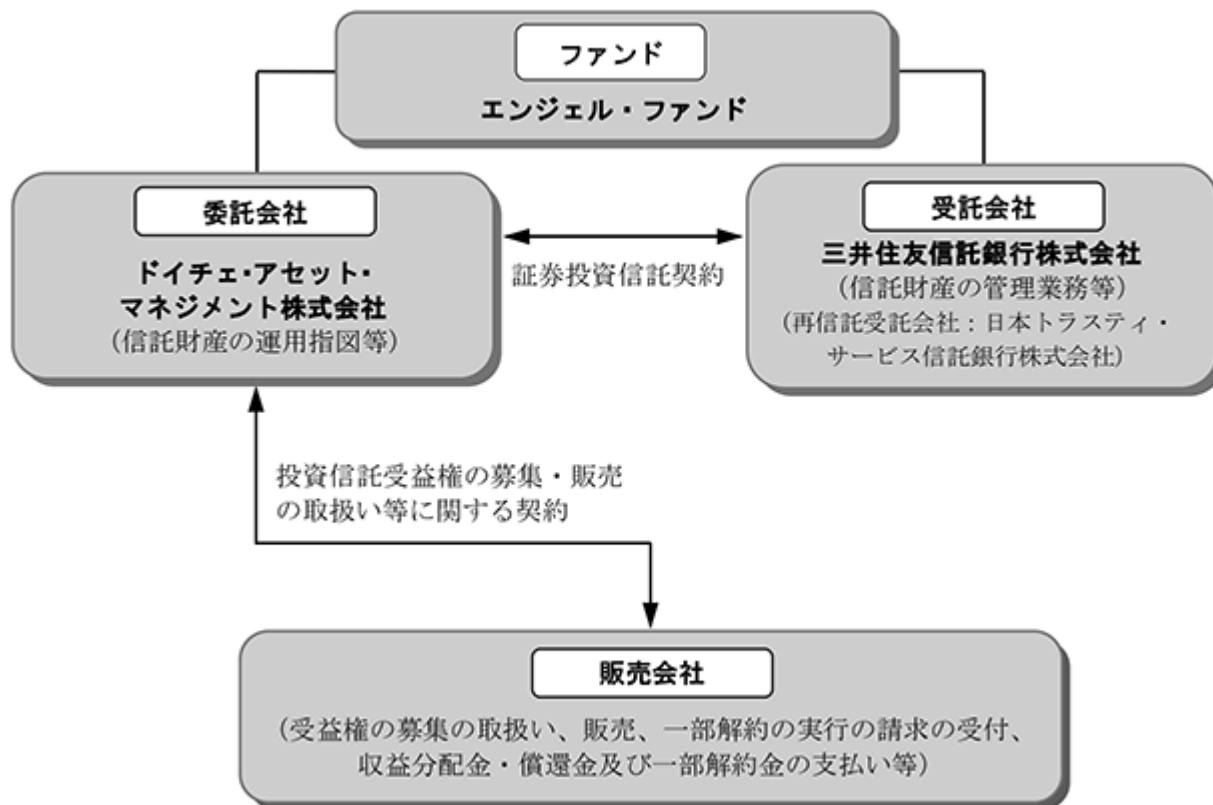 ファンド
エンジェル・ファンド
委託会社
ドイチェ・アセット・
マネジメント株式会社
(信託財産の運用指図等)
証券投資信託契約
受託会社
三井住友信託銀行株式会社
(信託財産の管理業務等)
(再信託受託会社:日本トラスティ・
サービス信託銀行株式会社)
投資信託受益権の募集・販売
の取扱い等に関する契約
販売会社
(受益権の募集の取扱い、販売、一部解約の実行の請求の受付、
収益分配金・償還金及び一部解約金の支払い等)